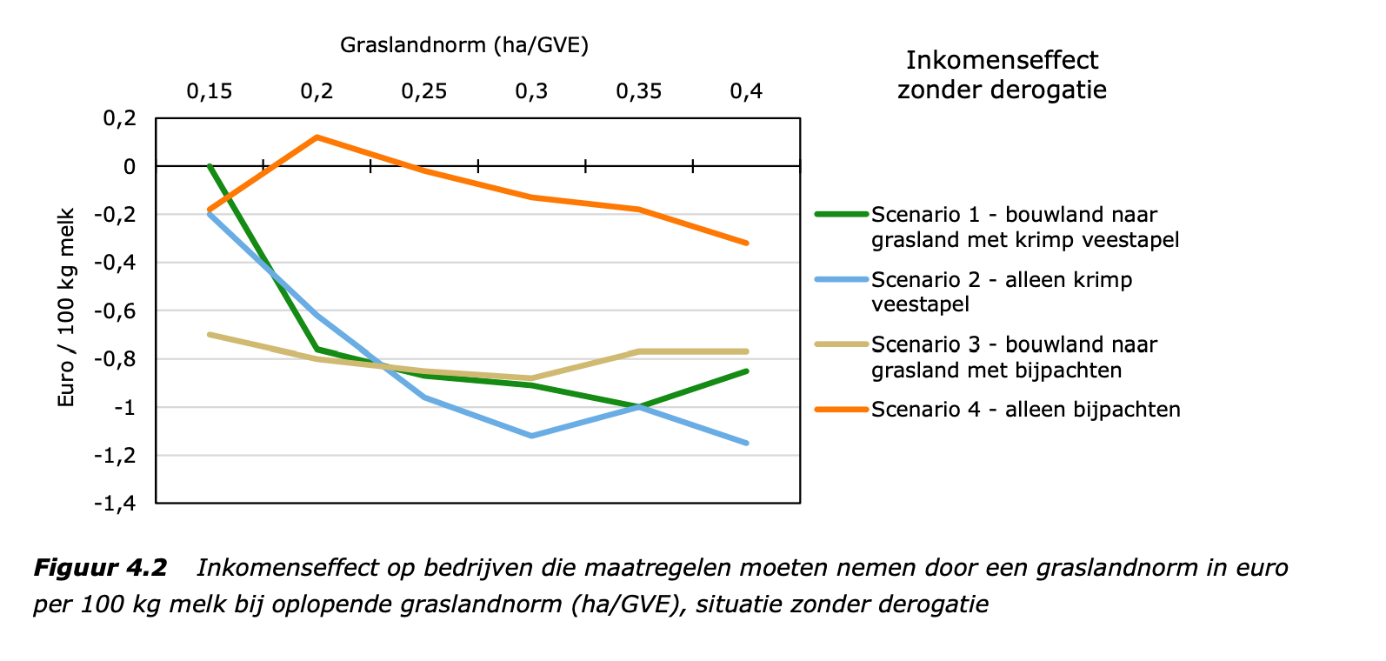 Graslandnorm (ha/GVE)
Inkomenseffect
zonder derogatie
0,15 0,2 0,25 0,3 0,35 0,4
0,2
0
-0,2
-0,4
-0,6
-0,8
-1
-1,2
-1,4
Euro / 100 kg melk
Scenario 1 - bouwland naar
grasland met krimp veestapel
Scenario 2 - alleen krimp
veestapel
Scenario 3 - bouwland naar
grasland met bijpachten
Scenario 4 - alleen bijpachten
Figuur 4.2 Inkomenseffect op bedrijven die maatregelen moeten nemen door een graslandnorm in euro
per 100 kg melk bij oplopende graslandnorm (ha/GVE), situatie zonder derogatie